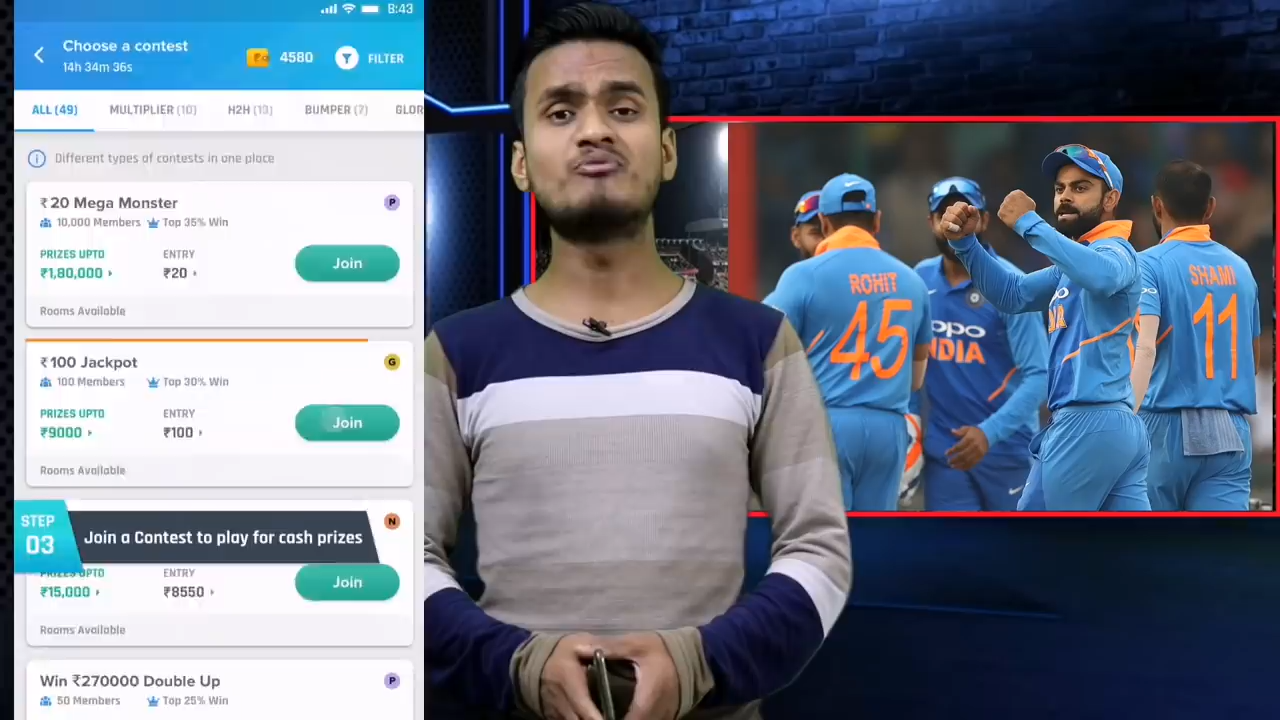 8:43
Choose a contest
14h 34m 36s
4580
FILTER
ALL (49)
MULTIPLIER (10)
H2H (19)
BUMPER (7)
GLOR
Different types of contests in one place
₹20 Mega Monster
P
10,000 Members
Top 35% Win
PRIZES UPTO
ENTRY
₹1,80,000
₹20
Join
Rooms Available
₹100 Jackpot
G
100 Members
Top 30% Win
PRIZES UPTO
ENTRY
₹9000
₹100
Join
Rooms Available
STEP
03
Join a Contest to play for cash prizes
N
PRIZES UPTO
ENTRY
₹15,000
₹8550
Join
Rooms Available
Win ₹270000 Double Up
P
50 Members
Top 25% Win
ROHIT
45
oppo
INDIA
SHAMI
11